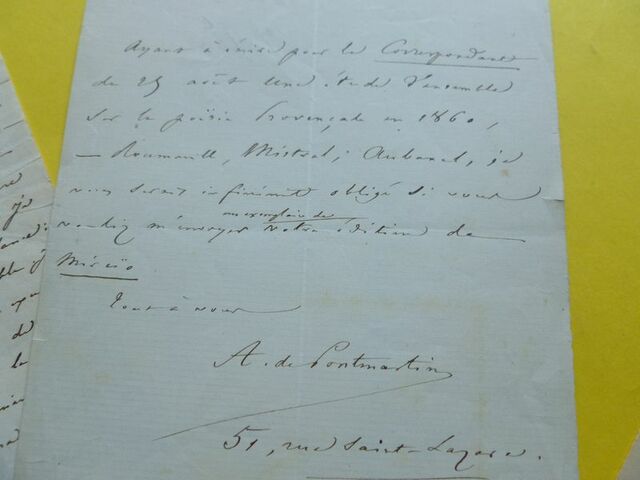 Ayant à écrire pour le Correspondant
du 25 août une étude d'ensemble
sur la poësie Provençale en 1860,
— Roumanille, Mistral, Aubanel, je
vous serais infiniment obligé si vous
vouliez m'envoyer un exemplaire de votre édition de
Mirèio.
Tout à vous
A. de Pontmartin
51, rue Saint-Lazare.